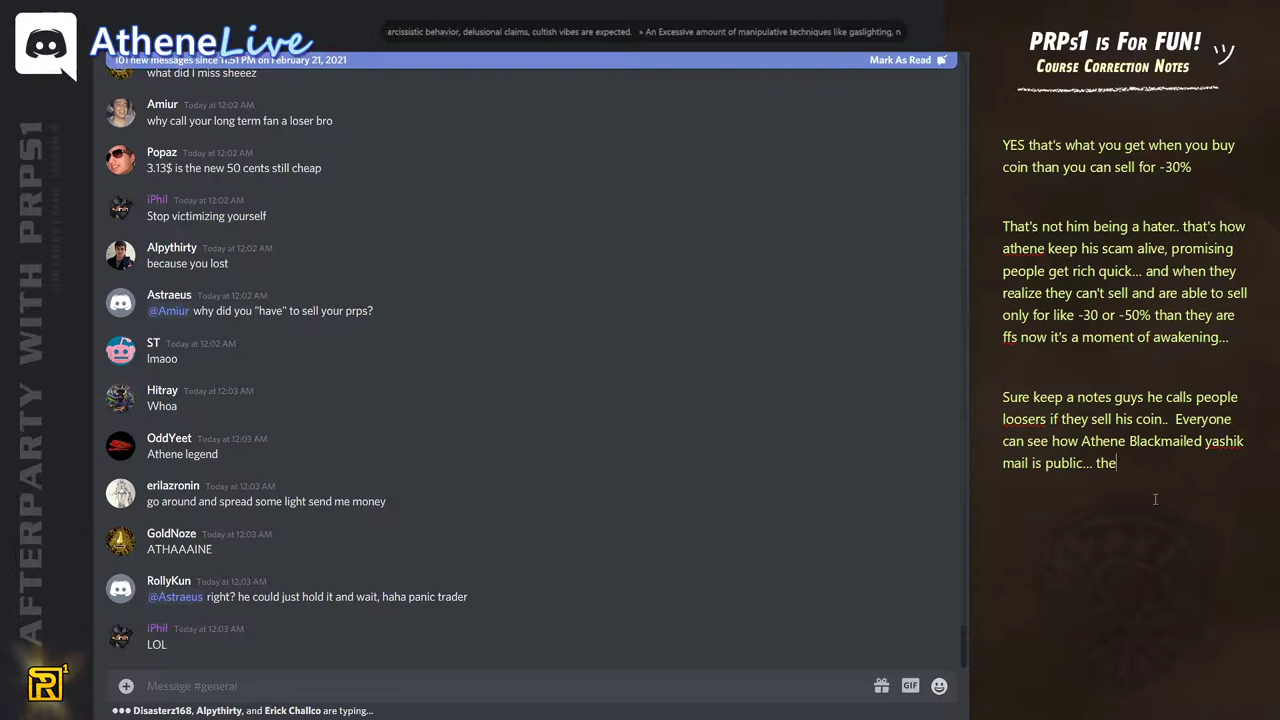 AtheneLive
arcissistic behavior, delusional claims, cultish vibes are expected.   » An Excessive amount of manipulative techniques like gaslighting, n
101 new messages since 11:51 PM on February 21, 2021
Mark As Read
what did I miss sheeez
Amiur Today at 12:02 AM
why call your long term fan a loser bro
Popaz Today at 12:02 AM
3.13$ is the new 50 cents still cheap
iPhil Today at 12:02 AM
Stop victimizing yourself
Alpythirty Today at 12:02 AM
because you lost
Astraeus Today at 12:02 AM
@Amiur why did you "have" to sell your prps?
ST Today at 12:02 AM
lmaoo
Hitray Today at 12:03 AM
Whoa
OddYeet Today at 12:03 AM
Athene legend
erilazronin Today at 12:03 AM
go around and spread some light send me money
GoldNoze Today at 12:03 AM
ATHAAAINE
RollyKun Today at 12:03 AM
@Astraeus right? he could just hold it and wait, haha panic trader
iPhil Today at 12:03 AM
LOL
Message #general
GIF
Disasterz168, Alpythirty, and Erick Challco are typing...
AFTERPARTY WITH PRPS1
R1
PRPs1 is For FUN! ツ
Course Correction Notes
YES that's what you get when you buy
coin than you can sell for -30%
That's not him being a hater.. that's how
athene keep his scam alive, promising
people get rich quick... and when they
realize they can't sell and are able to sell
only for like -30 or -50% than they are
ffs now it's a moment of awakening...
Sure keep a notes guys he calls people
loosers if they sell his coin..  Everyone
can see how Athene Blackmailed yashik
mail is public... the